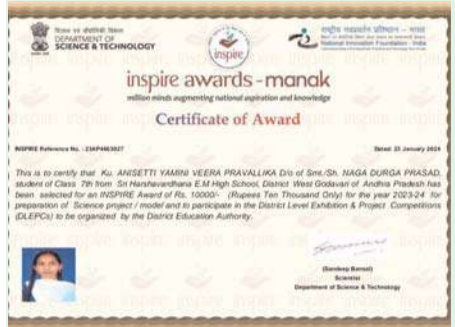 DEPARTMENT OF
SCIENCE & TECHNOLOGY
inspire
राष्ट्रीय नवप्रवर्तन प्रतिष्ठान - भारत
National Innovation Foundation - India
inspire awards - manak
million minds augmenting national aspiration and knowledge
Certificate of Award
INSPIRE Reference No. :
Dated: 23 January 2024
This is to certify that Ku. ANISETTI YAMINI VEERA PRAVALLIKA D/o of Smt./Sh. NAGA DURGA PRASAD,
student of Class 7th from Sri Harshavardhana E.M High School, District West Godavari of Andhra Pradesh has
been selected for an INSPIRE Award of Rs. 10000/- (Rupees Ten Thousand Only) for the year 2023-24 for
preparation of Science project / model and to participate in the District Level Exhibition & Project Competitions
(DLEPCs) to be organized by the District Education Authority.
(Sandeep Bansal)
Scientist
Department of Science & Technology